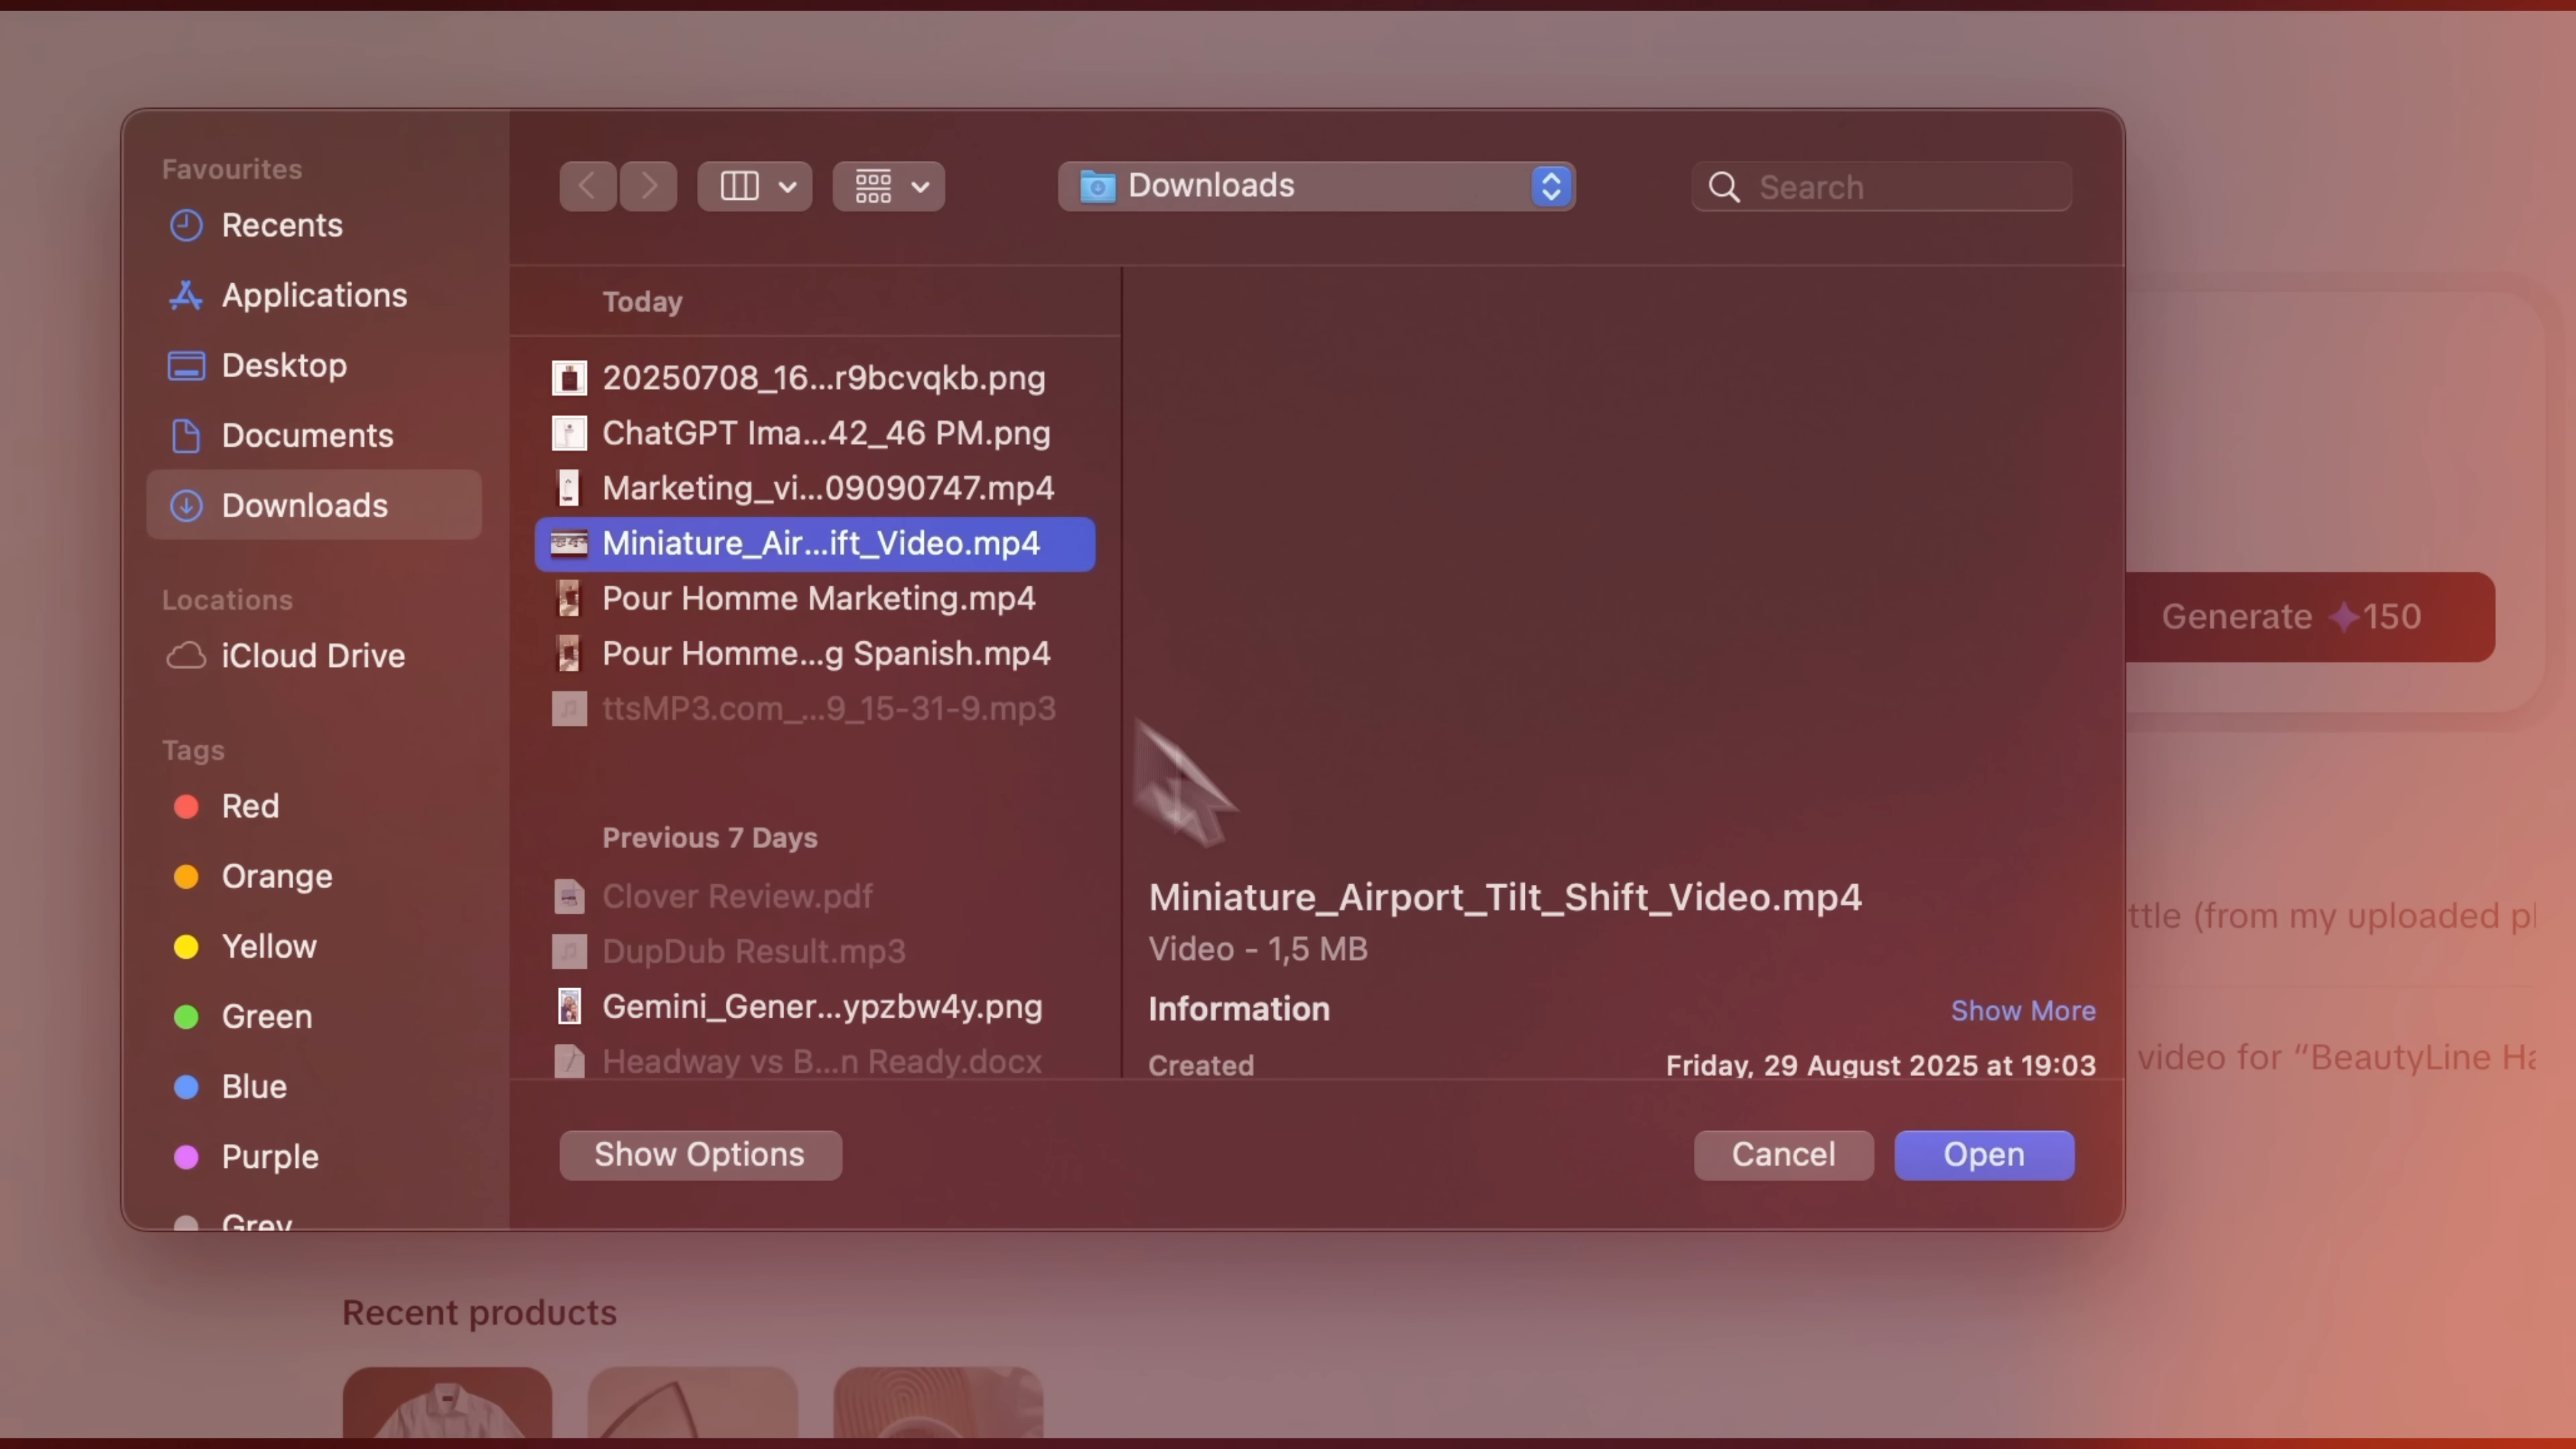 Favourites
Recents
Applications
Desktop
Documents
Downloads
Locations
iCloud Drive
Tags
Red
Orange
Yellow
Green
Blue
Purple
Grey
Downloads
Search
Today
20250708_16...r9bcvqkb.png
ChatGPT Ima...42_46 PM.png
Marketing_vi...09090747.mp4
Miniature_Air...ift_Video.mp4
Pour Homme Marketing.mp4
Pour Homme...g Spanish.mp4
ttsMP3.com_...9_15-31-9.mp3
Previous 7 Days
Clover Review.pdf
DupDub Result.mp3
Gemini_Gener...ypzbw4y.png
Headway vs B...n Ready.docx
Miniature_Airport_Tilt_Shift_Video.mp4
Video - 1,5 MB
Information
Show More
Created
Friday, 29 August 2025 at 19:03
Show Options
Cancel
Open
Generate 150
ttle (from my uploaded
video for “BeautyLine
Recent products